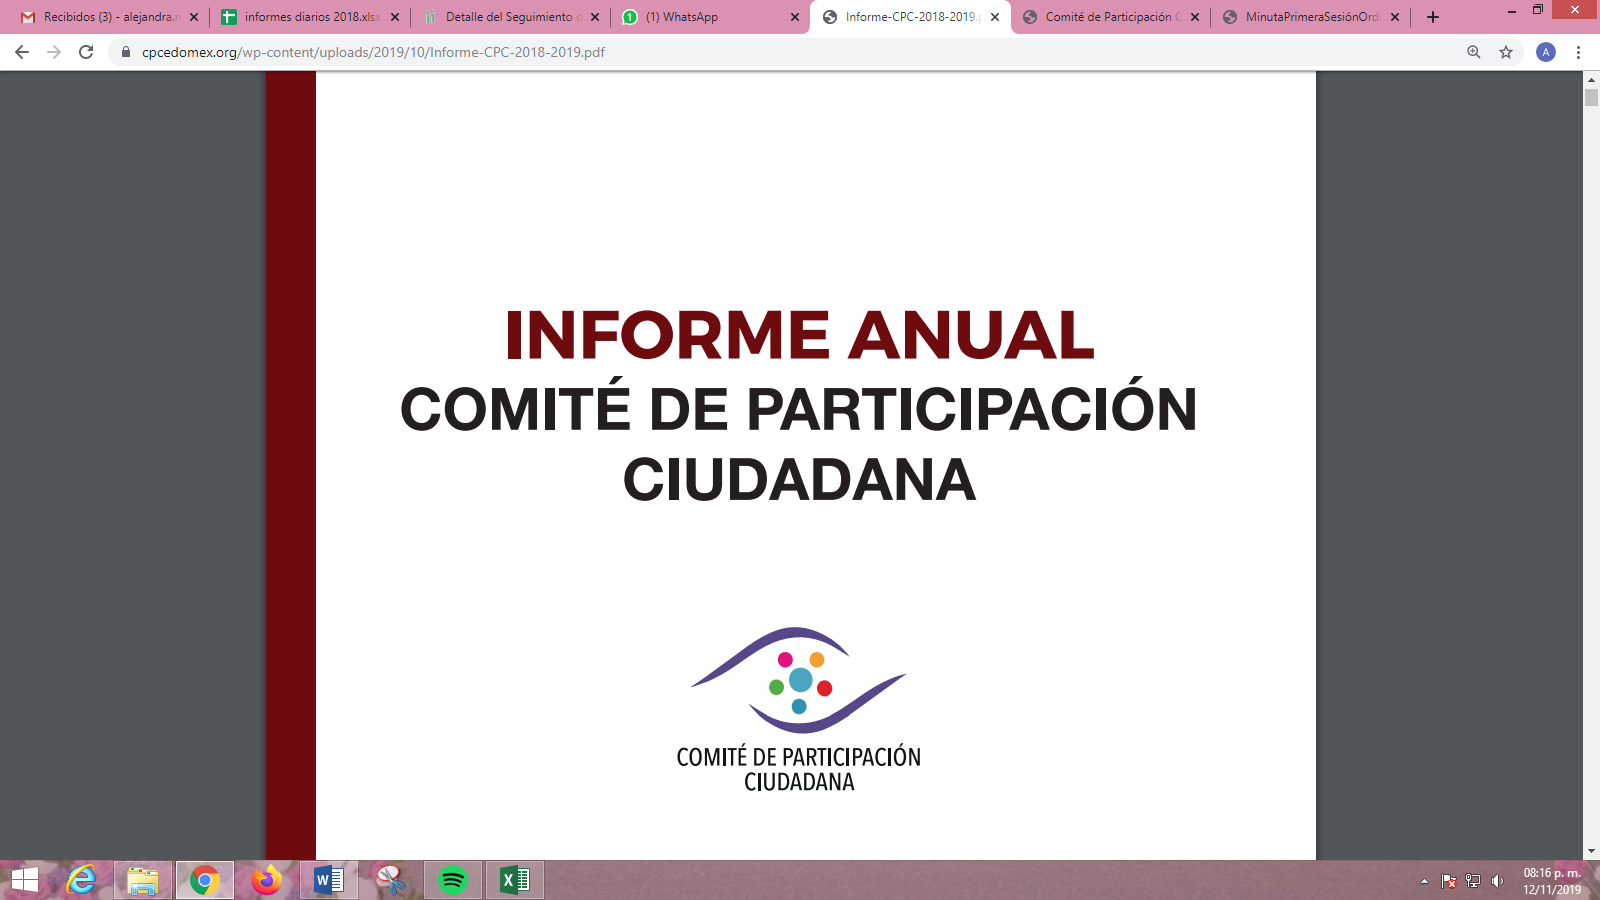 Recibidos (3) - alejandra.
informes diarios 2018.xlsx
Detalle del Seguimiento
(1) WhatsApp
Informe-CPC-2018-2019.
Comité de Participación
MinutaPrimeraSesiónOrd
cpcedomex.org/wp-content/uploads/2019/10/Informe-CPC-2018-2019.pdf
A
INFORME ANUAL
COMITÉ DE PARTICIPACIÓN
CIUDADANA
COMITÉ DE PARTICIPACIÓN
CIUDADANA
08:16 p. m.
12/11/2019